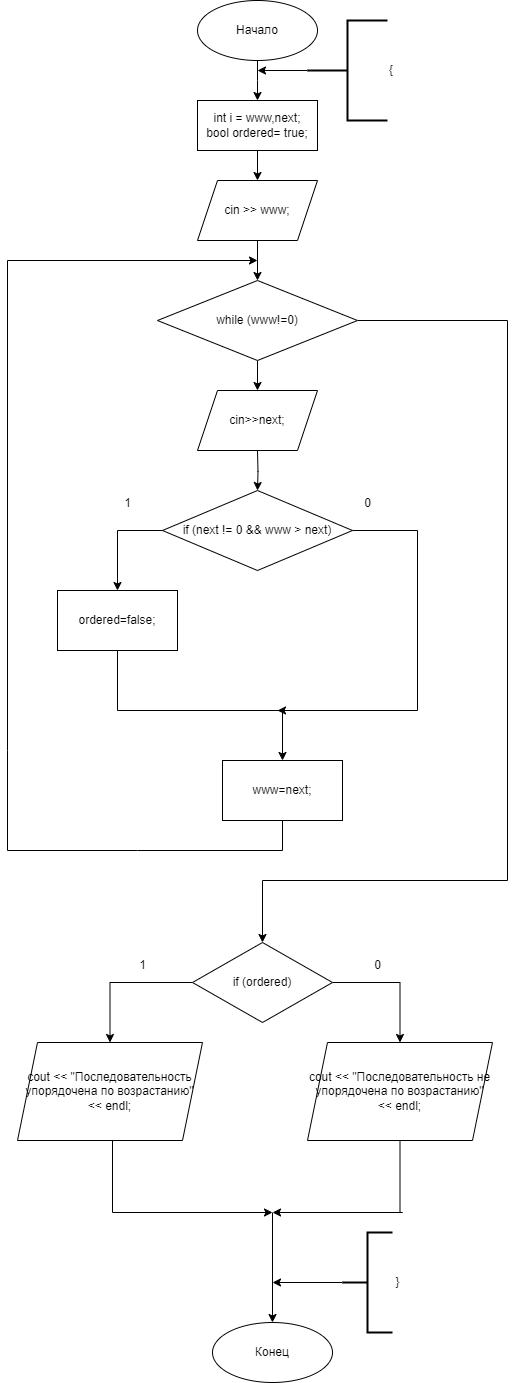 Начало
{
int i = www,next;
bool ordered= true;
cin >> www;
while (www!=0)
cin>>next;
1
0
if (next != 0 && www > next)
ordered=false;
www=next;
1
0
if (ordered)
cout << "Последовательность
упорядочена по возрастанию"
<< endl;
cout << "Последовательность не
упорядочена по возрастанию"
<< endl;
}
Конец